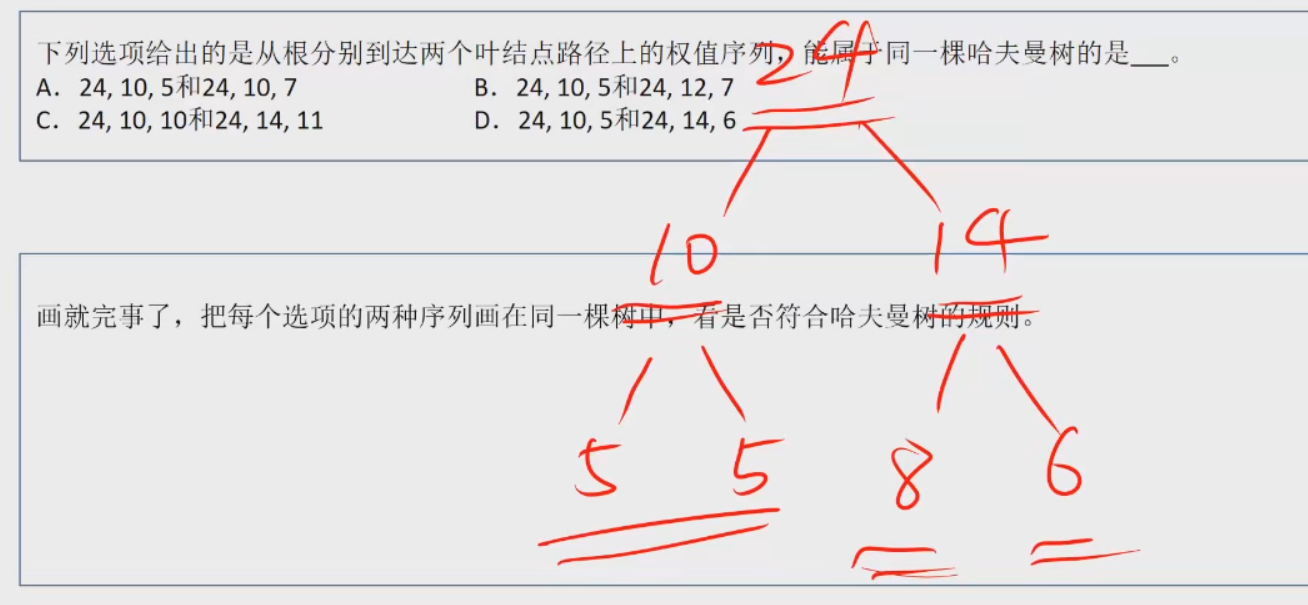 下列选项给出的是从根分别到达两个叶结点路径上的权值序列，能属于同一棵哈夫曼树的是___。
A. 24, 10, 5和24, 10, 7 B. 24, 10, 5和24, 12, 7
C. 24, 10, 10和24, 14, 11 D. 24, 10, 5和24, 14, 6
24
10 14
画就完事了，把每个选项的两种序列画在同一棵树中，看是否符合哈夫曼树的规则。
5 5 8 6